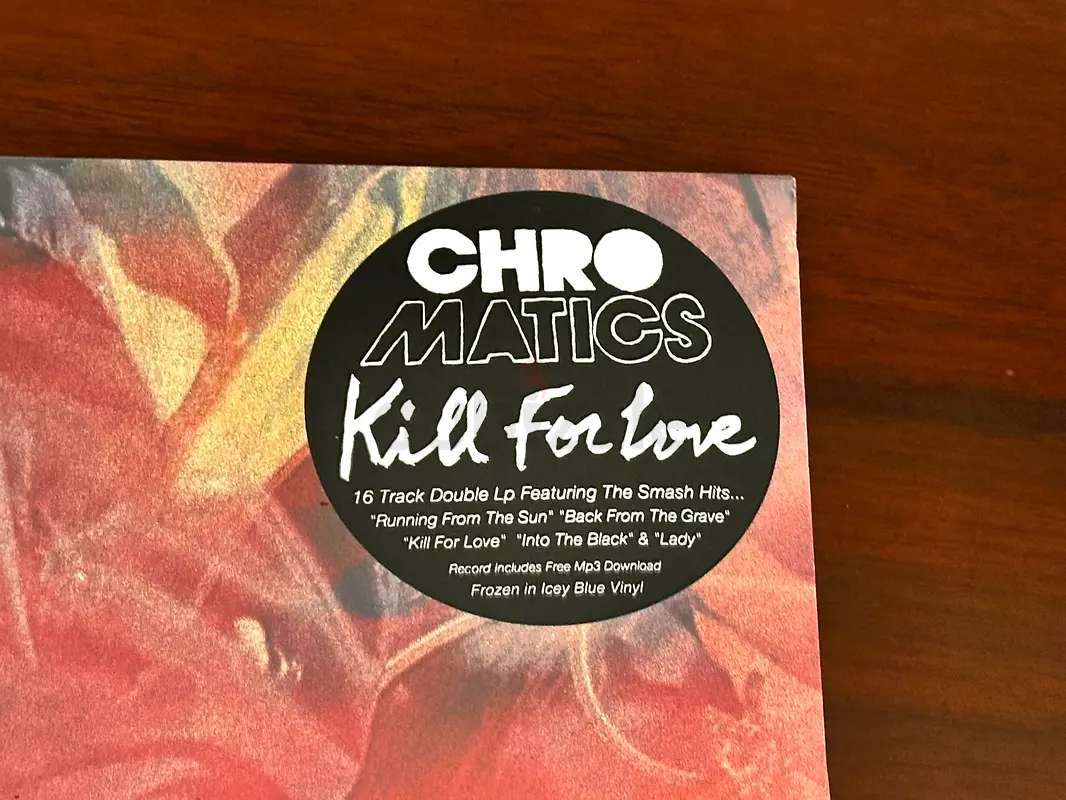 CHRO
MATICS
Kill For Love
16 Track Double Lp Featuring The Smash Hits...
"Running From The Sun" "Back From The Grave"
"Kill For Love" "Into The Black" & "Lady"
Record Includes Free Mp3 Download
Frozen in Icey Blue Vinyl